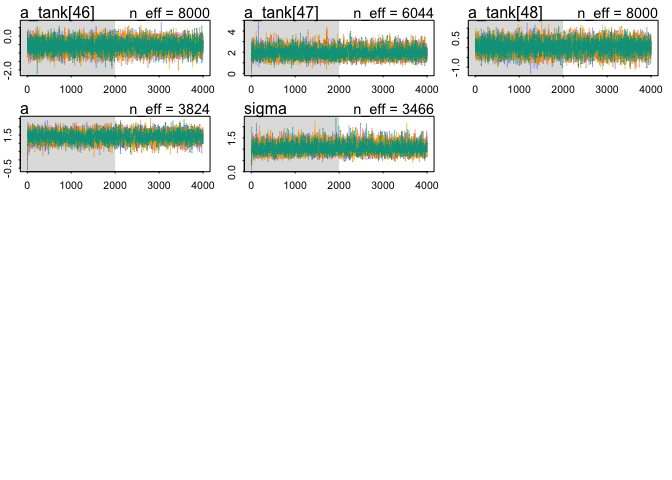 a_tank[46] n_eff = 8000
a_tank[47] n_eff = 6044
a_tank[48] n_eff = 8000
0.0
-2.0
0 1000 2000 3000 4000
4
2
0
0 1000 2000 3000 4000
0.5
-1.0
0 1000 2000 3000 4000
a n_eff = 3824
sigma n_eff = 3466
1.5
-0.5
0 1000 2000 3000 4000
1.5
0.0
0 1000 2000 3000 4000